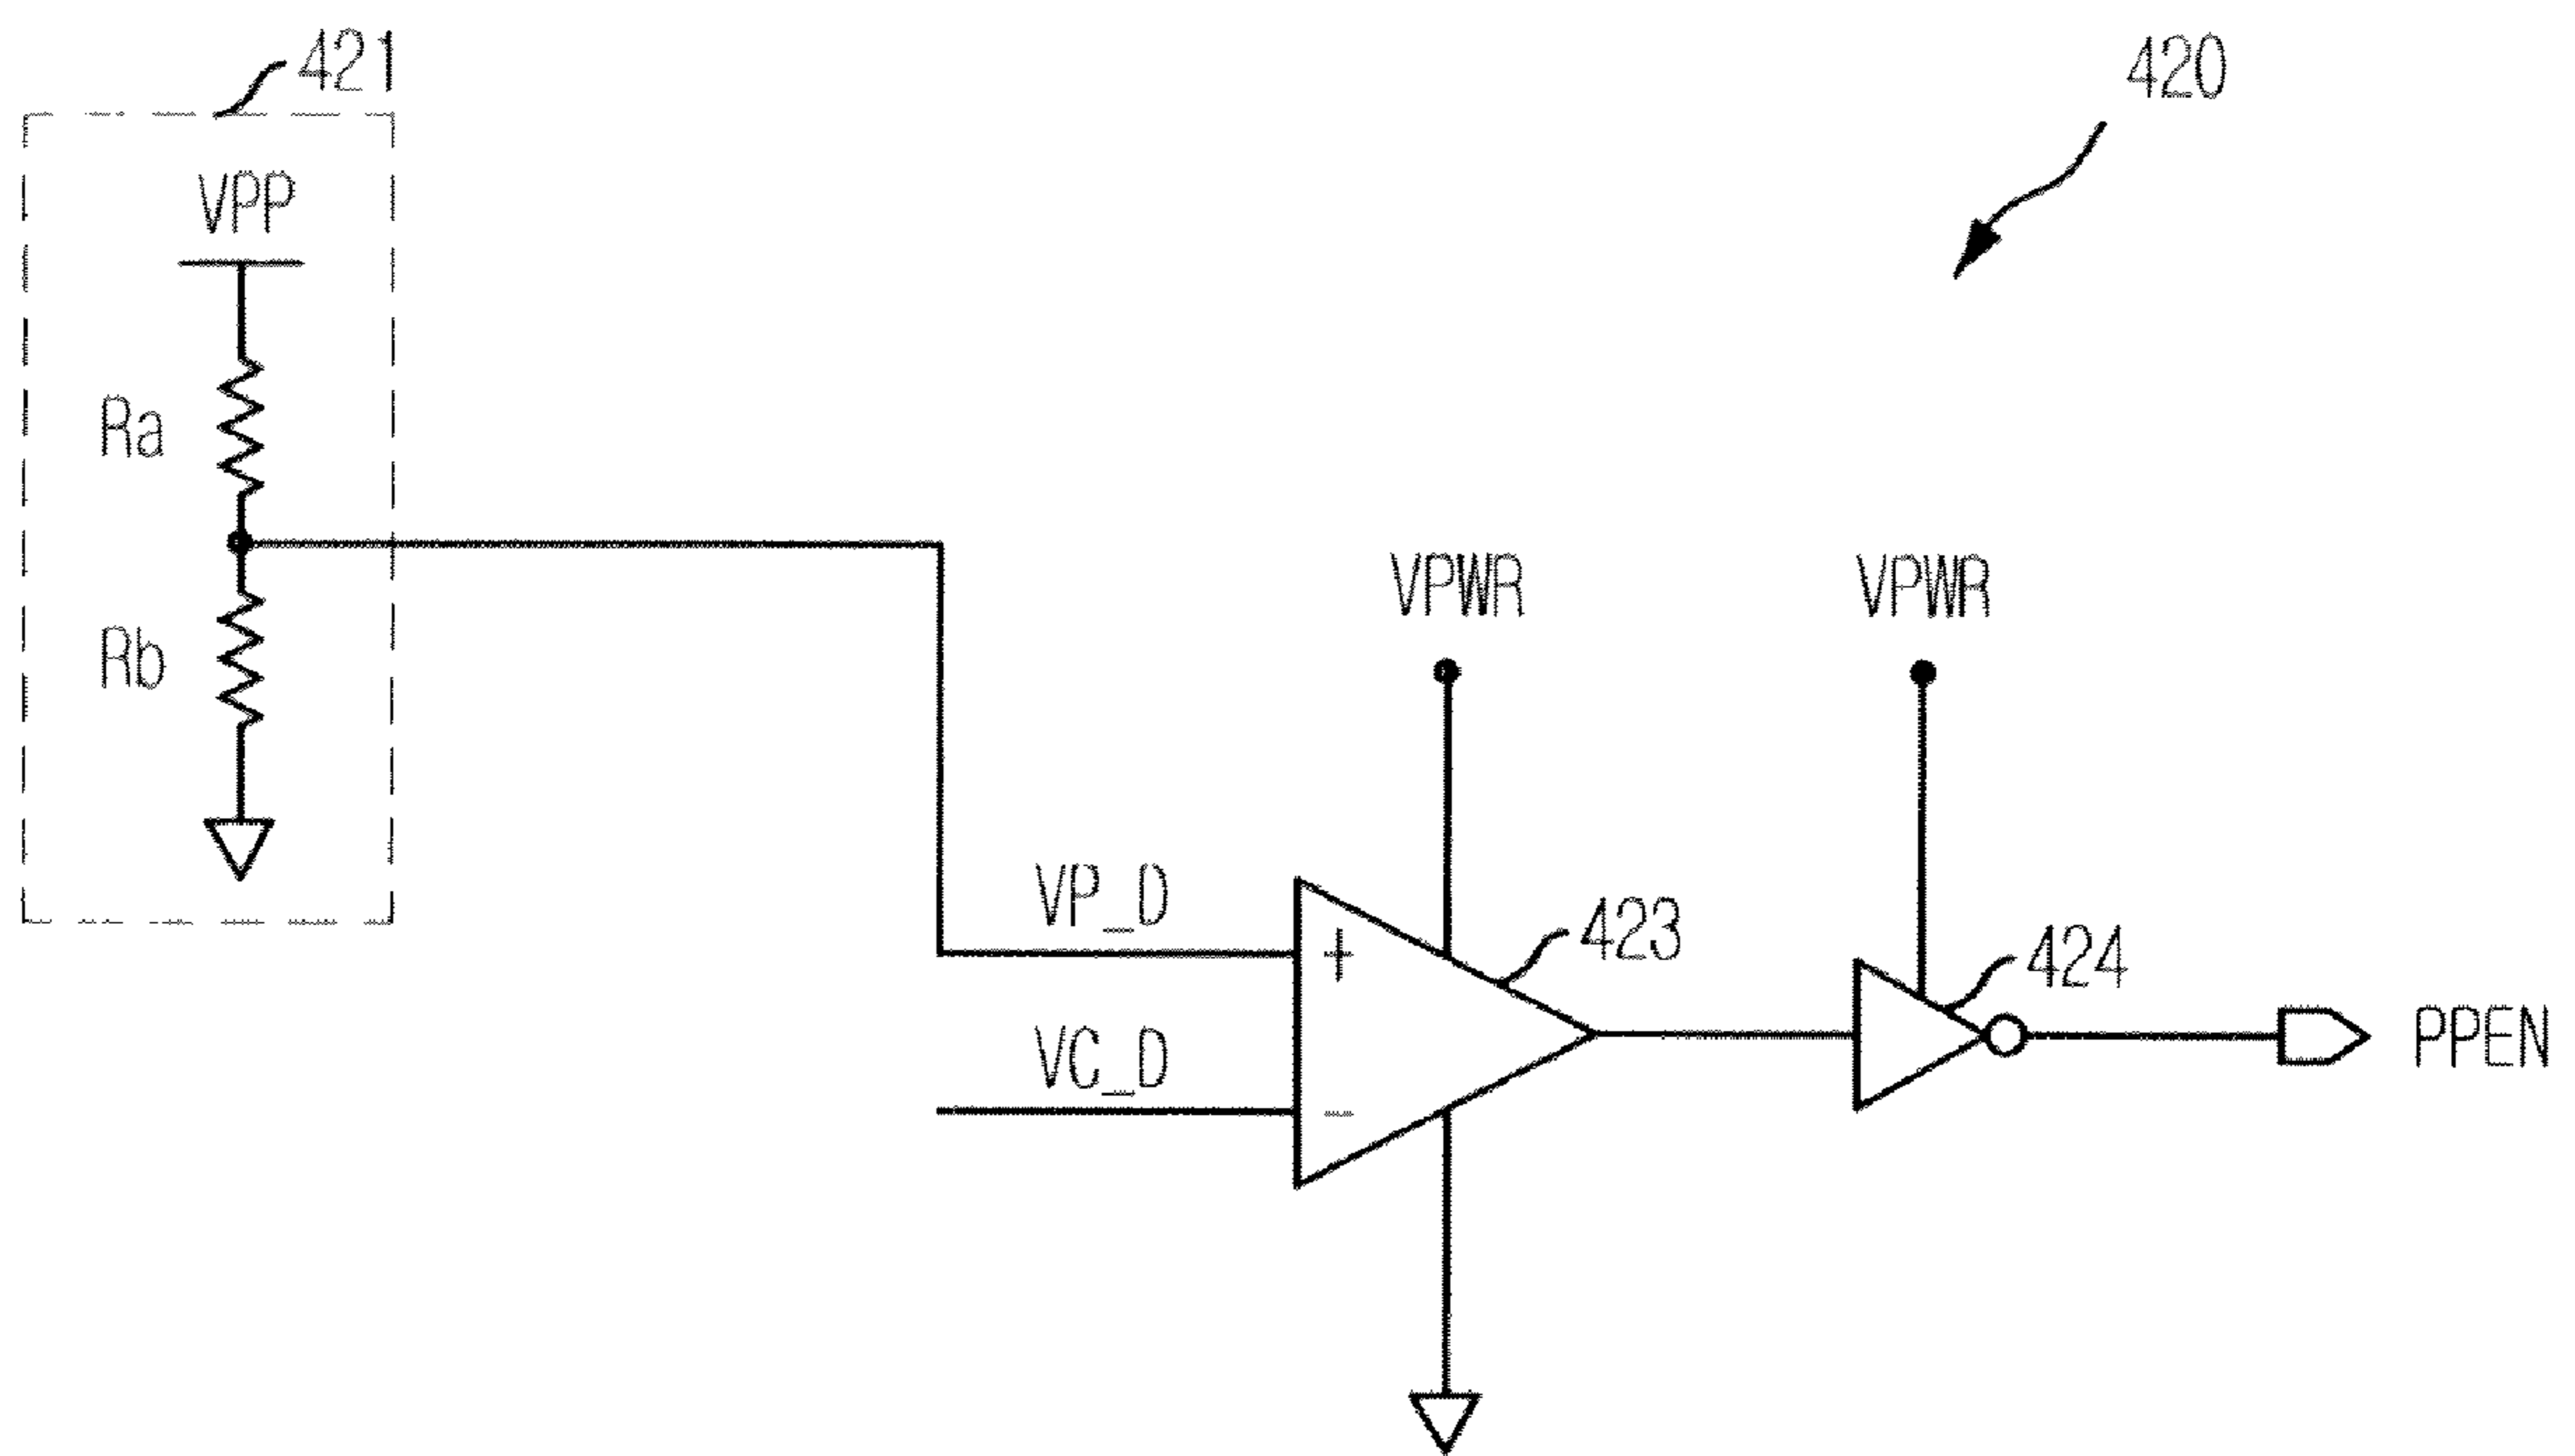 421
420
VPP
Ra
Rb
VPWR
VPWR
VP_D
+
423
424
VC_D
-
PPEN